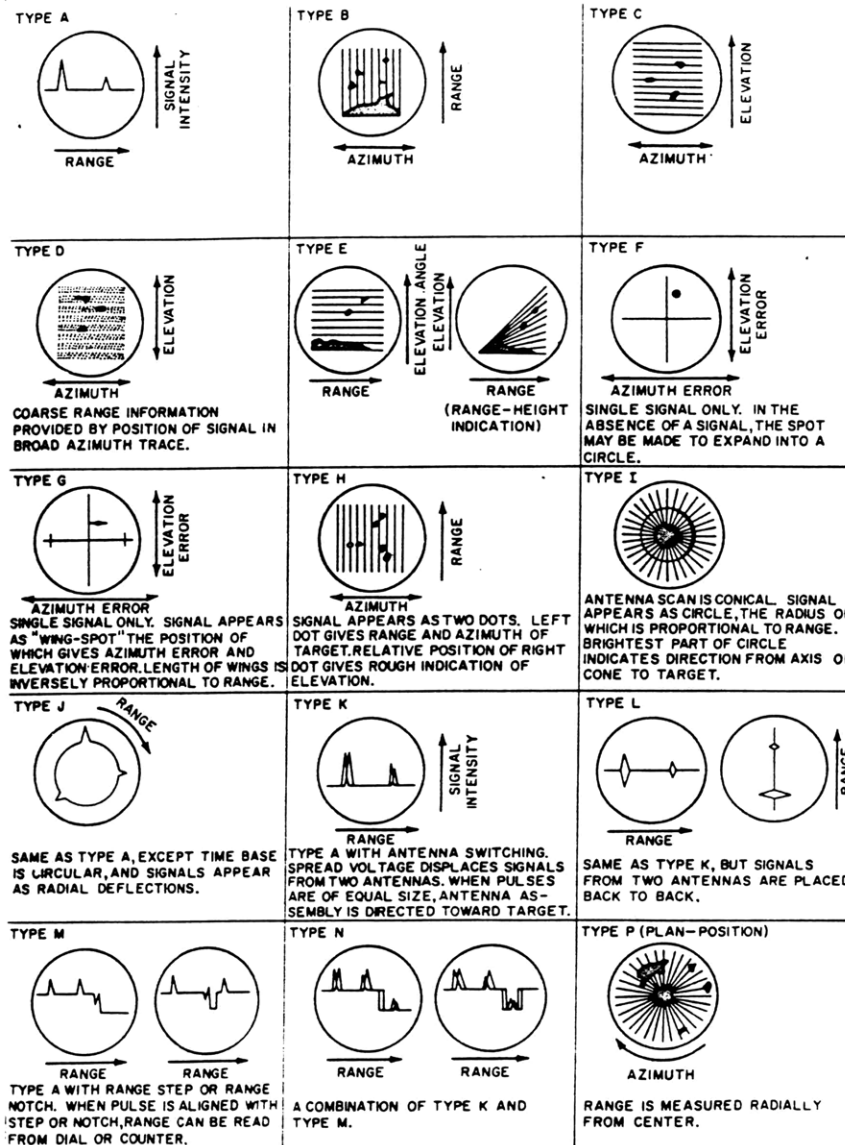 TYPE A
SIGNAL
INTENSITY
RANGE
TYPE B
RANGE
AZIMUTH
TYPE C
ELEVATION
AZIMUTH
TYPE D
ELEVATION
AZIMUTH
COARSE RANGE INFORMATION
PROVIDED BY POSITION OF SIGNAL IN
BROAD AZIMUTH TRACE.
TYPE E
ELEVATION ANGLE
RANGE
ELEVATION
RANGE
(RANGE-HEIGHT
INDICATION)
TYPE F
ELEVATION
ERROR
AZIMUTH ERROR
SINGLE SIGNAL ONLY. IN THE
ABSENCE OF A SIGNAL, THE SPOT
MAY BE MADE TO EXPAND INTO A
CIRCLE.
TYPE G
ELEVATION
ERROR
AZIMUTH ERROR
SINGLE SIGNAL ONLY. SIGNAL APPEARS
AS "WING-SPOT" THE POSITION OF
WHICH GIVES AZIMUTH ERROR AND
ELEVATION ERROR. LENGTH OF WINGS IS
INVERSELY PROPORTIONAL TO RANGE.
TYPE H
RANGE
AZIMUTH
SIGNAL APPEARS AS TWO DOTS. LEFT
DOT GIVES RANGE AND AZIMUTH OF
TARGET. RELATIVE POSITION OF RIGHT
DOT GIVES ROUGH INDICATION OF
ELEVATION.
TYPE I
ANTENNA SCAN IS CONICAL. SIGNAL
APPEARS AS CIRCLE, THE RADIUS O
WHICH IS PROPORTIONAL TO RANGE.
BRIGHTEST PART OF CIRCLE
INDICATES DIRECTION FROM AXIS O
CONE TO TARGET.
TYPE J
RANGE
SAME AS TYPE A, EXCEPT TIME BASE
IS CIRCULAR, AND SIGNALS APPEAR
AS RADIAL DEFLECTIONS.
TYPE K
SIGNAL
INTENSITY
RANGE
TYPE A WITH ANTENNA SWITCHING.
SPREAD VOLTAGE DISPLACES SIGNALS
FROM TWO ANTENNAS. WHEN PULSES
ARE OF EQUAL SIZE, ANTENNA AS-
SEMBLY IS DIRECTED TOWARD TARGET.
TYPE L
RANGE
RANGE
SAME AS TYPE K, BUT SIGNALS
FROM TWO ANTENNAS ARE PLACED
BACK TO BACK.
TYPE M
RANGE
RANGE
TYPE A WITH RANGE STEP OR RANGE
NOTCH. WHEN PULSE IS ALIGNED WITH
STEP OR NOTCH, RANGE CAN BE READ
FROM DIAL OR COUNTER.
TYPE N
RANGE
RANGE
A COMBINATION OF TYPE K AND
TYPE M.
TYPE P (PLAN-POSITION)
AZIMUTH
RANGE IS MEASURED RADIALLY
FROM CENTER.